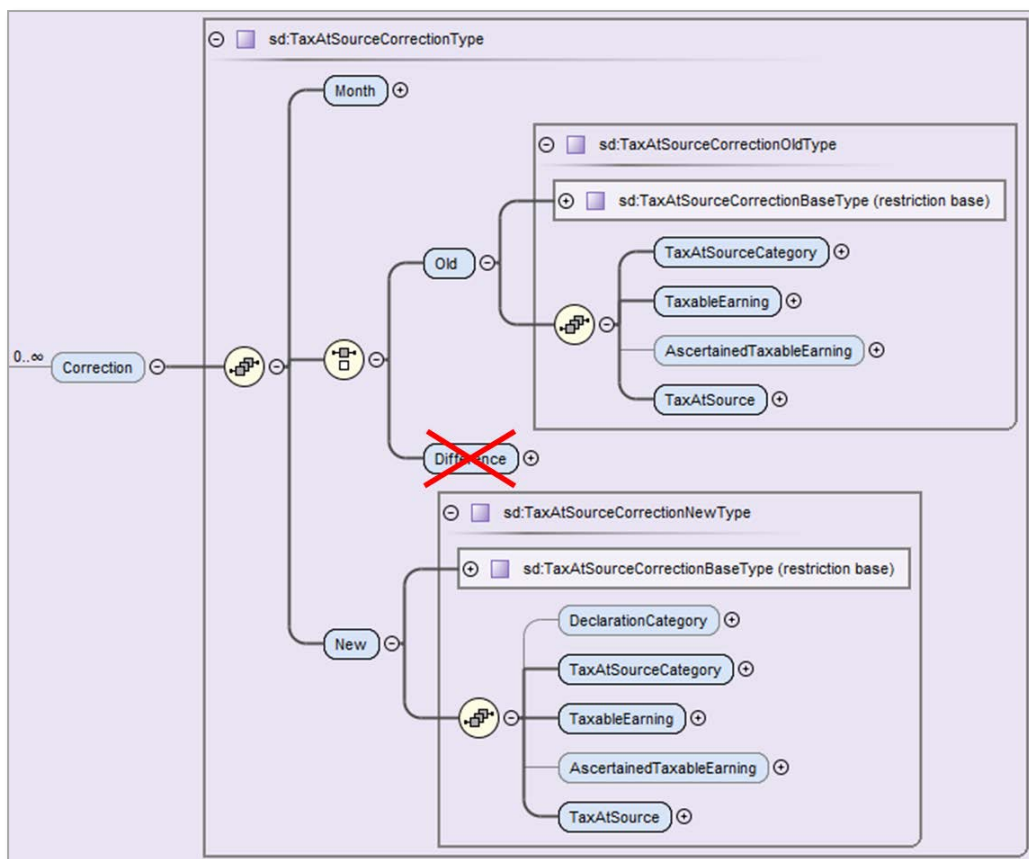 sd:TaxAtSourceCorrectionType
Month
sd:TaxAtSourceCorrectionOldType
sd:TaxAtSourceCorrectionBaseType (restriction base)
TaxAtSourceCategory
Old
TaxableEarning
0..∞
Correction
AscertainedTaxableEarning
TaxAtSource
Difference
sd:TaxAtSourceCorrectionNewType
sd:TaxAtSourceCorrectionBaseType (restriction base)
DeclarationCategory
New
TaxAtSourceCategory
TaxableEarning
AscertainedTaxableEarning
TaxAtSource